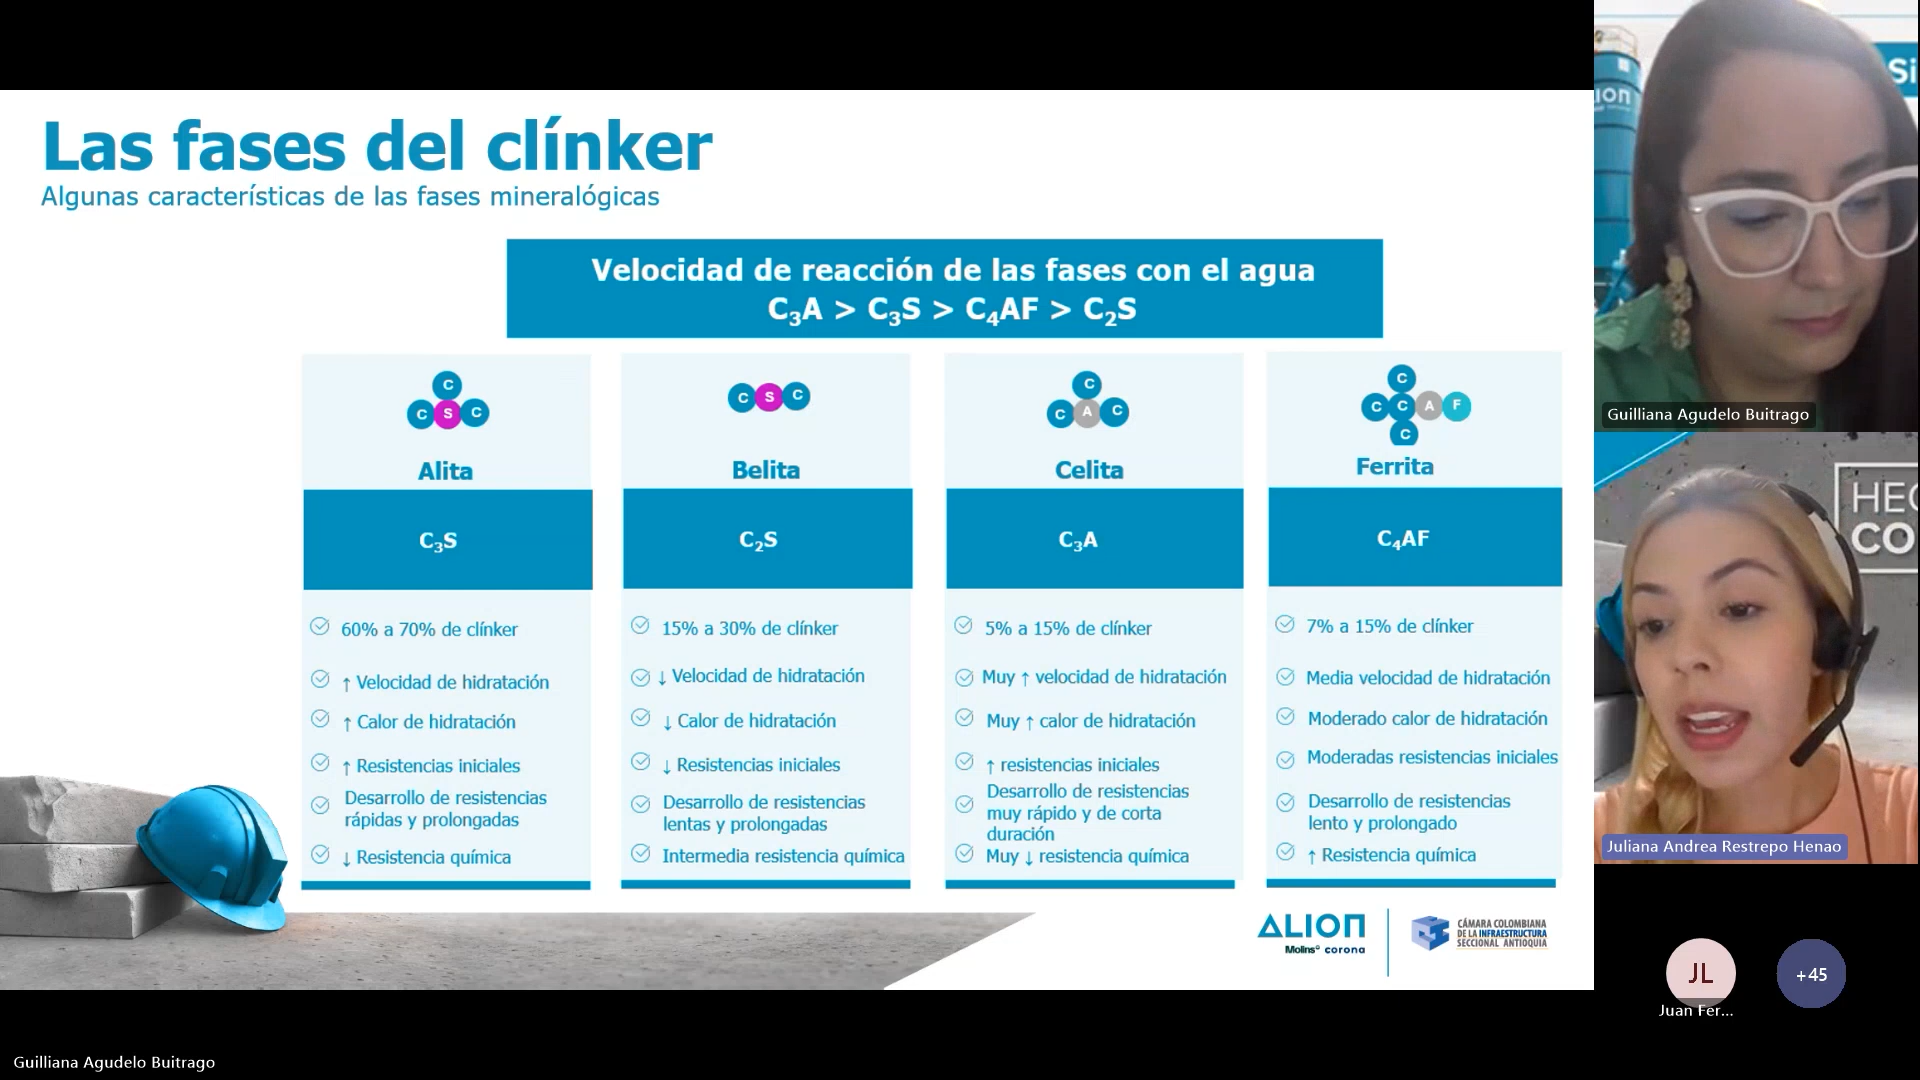 Las fases del clínker
Algunas características de las fases mineralógicas
Velocidad de reacción de las fases con el agua
C₃A > C₃S > C₄AF > C₂S
C
C S C
Alita
C₃S
60% a 70% de clínker
↑ Velocidad de hidratación
↑ Calor de hidratación
↑ Resistencias iniciales
Desarrollo de resistencias
rápidas y prolongadas
↓ Resistencia química
C S C
Belita
C₂S
15% a 30% de clínker
↓ Velocidad de hidratación
↓ Calor de hidratación
↓ Resistencias iniciales
Desarrollo de resistencias
lentas y prolongadas
Intermedia resistencia química
C
C A C
Celita
C₃A
5% a 15% de clínker
Muy ↑ velocidad de hidratación
Muy ↑ calor de hidratación
↑ resistencias iniciales
Desarrollo de resistencias
muy rápido y de corta
duración
Muy ↓ resistencia química
C
C C A F
C
Ferrita
C₄AF
7% a 15% de clínker
Media velocidad de hidratación
Moderado calor de hidratación
Moderadas resistencias iniciales
Desarrollo de resistencias
lento y prolongado
↑ Resistencia química
ALION
Molins corona
CÁMARA COLOMBIANA
DE LA INFRAESTRUCTURA
SECCIONAL ANTIOQUIA
Si
ION
Guilliana Agudelo Buitrago
HEC
CO
Juliana Andrea Restrepo Henao
JL
Juan Fer...
+45
Guilliana Agudelo Buitrago